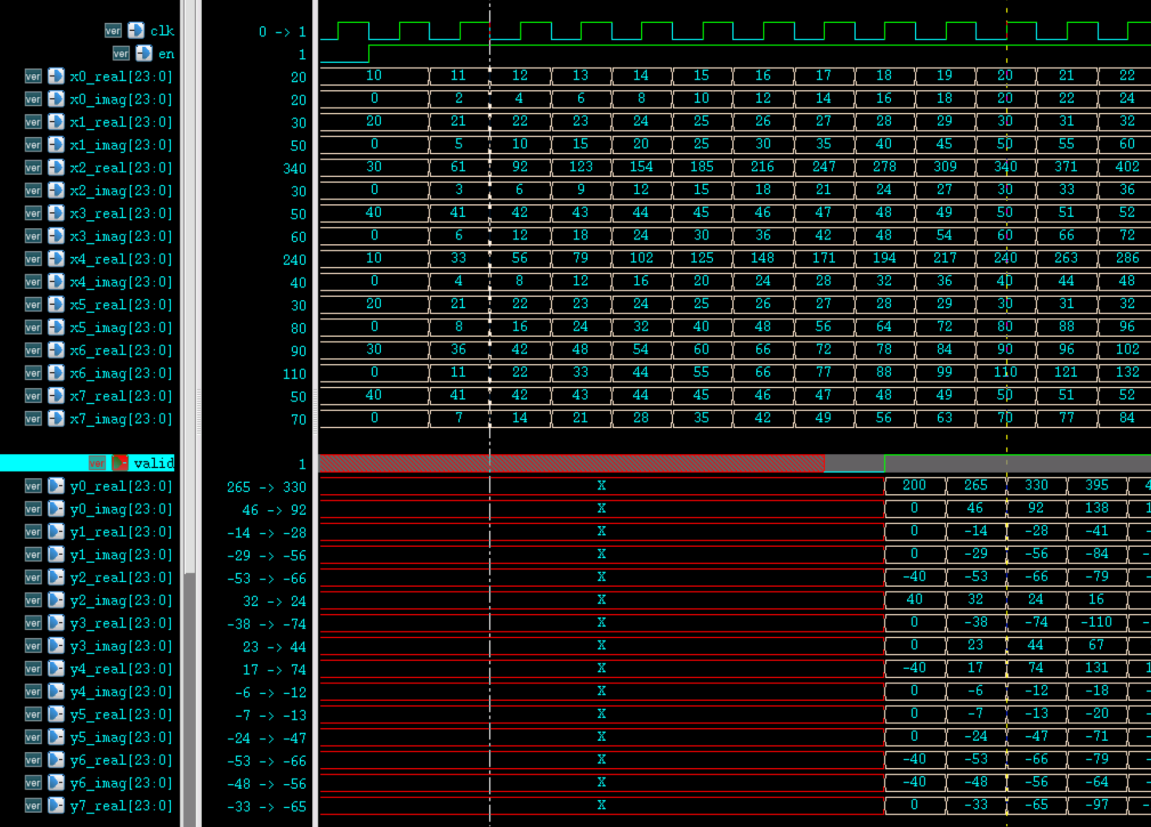 ver clk 0 -> 1
ver en 1
ver x0_real[23:0] 20 10 11 12 13 14 15 16 17 18 19 20 21 22
ver x0_imag[23:0] 20 0 2 4 6 8 10 12 14 16 18 20 22 24
ver x1_real[23:0] 30 20 21 22 23 24 25 26 27 28 29 30 31 32
ver x1_imag[23:0] 50 0 5 10 15 20 25 30 35 40 45 50 55 60
ver x2_real[23:0] 340 30 61 92 123 154 185 216 247 278 309 340 371 402
ver x2_imag[23:0] 30 0 3 6 9 12 15 18 21 24 27 30 33 36
ver x3_real[23:0] 50 40 41 42 43 44 45 46 47 48 49 50 51 52
ver x3_imag[23:0] 60 0 6 12 18 24 30 36 42 48 54 60 66 72
ver x4_real[23:0] 240 10 33 56 79 102 125 148 171 194 217 240 263 286
ver x4_imag[23:0] 40 0 4 8 12 16 20 24 28 32 36 40 44 48
ver x5_real[23:0] 30 20 21 22 23 24 25 26 27 28 29 30 31 32
ver x5_imag[23:0] 80 0 8 16 24 32 40 48 56 64 72 80 88 96
ver x6_real[23:0] 90 30 36 42 48 54 60 66 72 78 84 90 96 102
ver x6_imag[23:0] 110 0 11 22 33 44 55 66 77 88 99 110 121 132
ver x7_real[23:0] 50 40 41 42 43 44 45 46 47 48 49 50 51 52
ver x7_imag[23:0] 70 0 7 14 21 28 35 42 49 56 63 70 77 84
ver valid 1
ver y0_real[23:0] 265 -> 330 X 200 265 330 395 4
ver y0_imag[23:0] 46 -> 92 X 0 46 92 138 1
ver y1_real[23:0] -14 -> -28 X 0 -14 -28 -41 -
ver y1_imag[23:0] -29 -> -56 X 0 -29 -56 -84 -
ver y2_real[23:0] -53 -> -66 X -40 -53 -66 -79 -
ver y2_imag[23:0] 32 -> 24 X 40 32 24 16
ver y3_real[23:0] -38 -> -74 X 0 -38 -74 -110 -
ver y3_imag[23:0] 23 -> 44 X 0 23 44 67
ver y4_real[23:0] 17 -> 74 X -40 17 74 131 1
ver y4_imag[23:0] -6 -> -12 X 0 -6 -12 -18 -
ver y5_real[23:0] -7 -> -13 X 0 -7 -13 -20 -
ver y5_imag[23:0] -24 -> -47 X 0 -24 -47 -71 -
ver y6_real[23:0] -53 -> -66 X -40 -53 -66 -79 -
ver y6_imag[23:0] -48 -> -56 X -40 -48 -56 -64 -
ver y7_real[23:0] -33 -> -65 X 0 -33 -65 -97 -